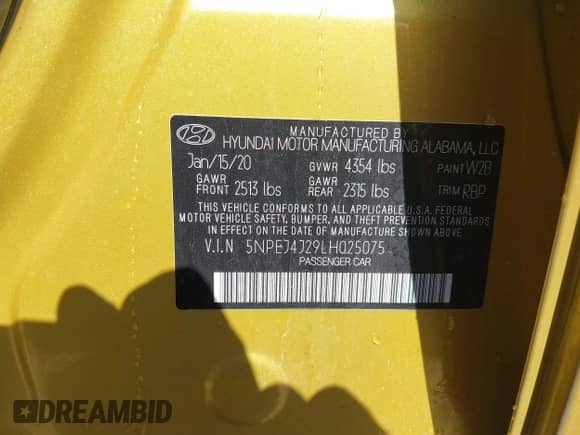 MANUFACTURED BY
HYUNDAI MOTOR MANUFACTURING ALABAMA, LLC
Jan/15/20 GVWR 4354 lbs PAINT W2B
GAWR FRONT 2513 lbs GAWR REAR 2315 lbs TRIM RBP
THIS VEHICLE CONFORMS TO ALL APPLICABLE U.S.A. FEDERAL
MOTOR VEHICLE SAFETY, BUMPER, AND THEFT PREVENTION STANDARDS
IN EFFECT ON THE DATE OF MANUFACTURE SHOWN ABOVE
V.I.N 5NPEJ4J29LH025075
PASSENGER CAR
DREAMBID